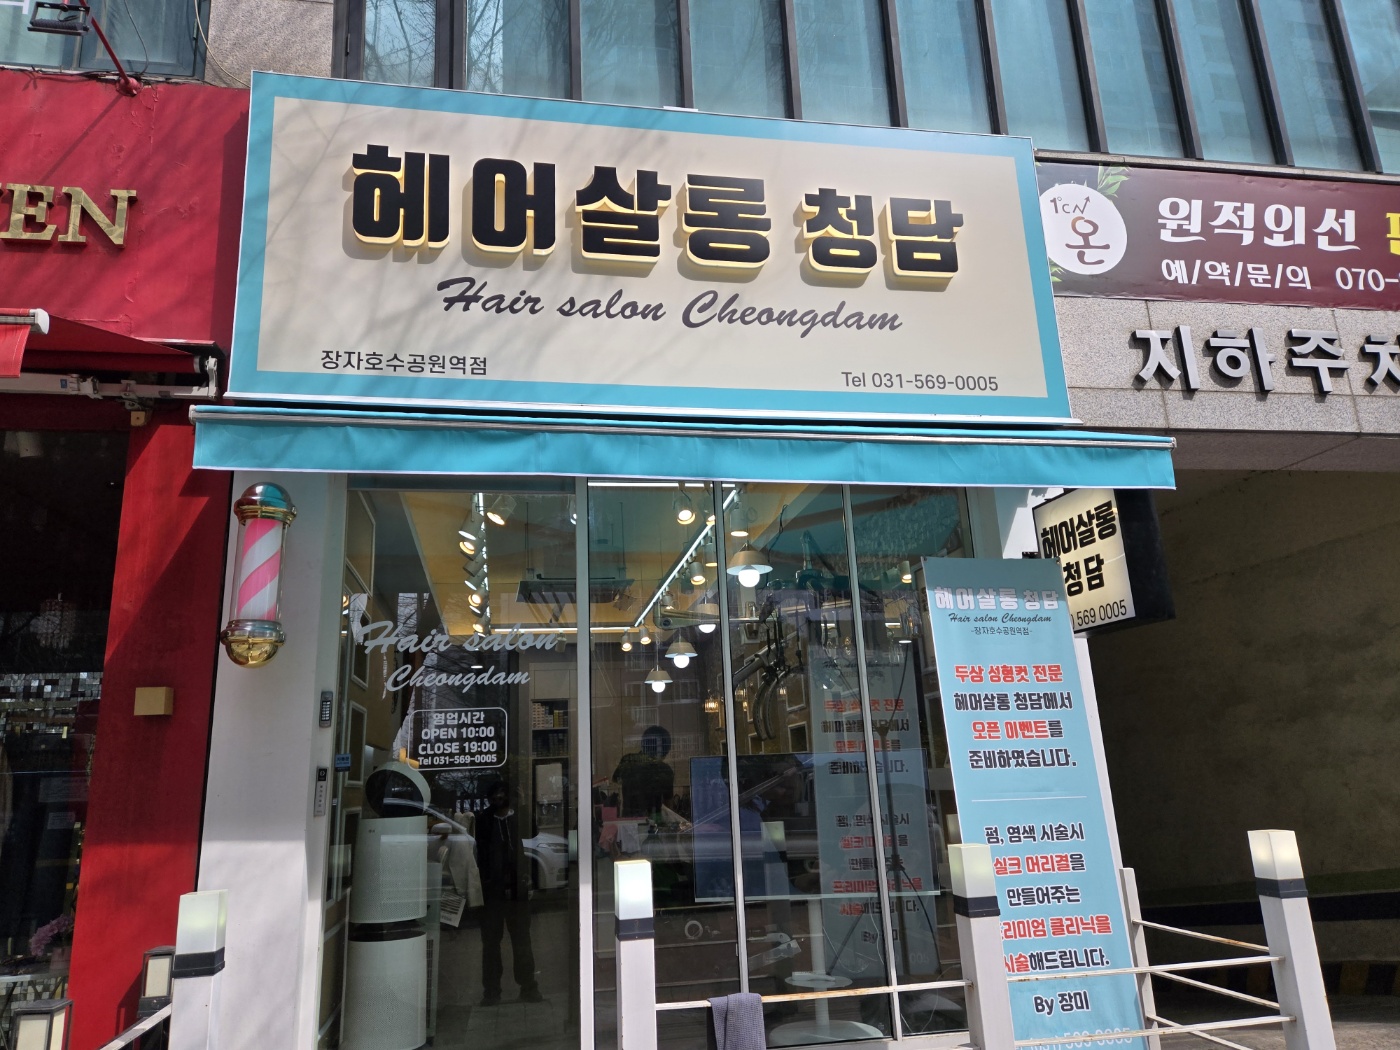 헤어살롱 청담
Hair salon Cheongdam
장자호수공원역점
Tel 031-569-0005
EN
1°CN
온
원적외선
예/약/문/의 070-
지하주차
헤어살롱
청담
569 0005
Hair salon
Cheongdam
영업시간
OPEN 10:00
CLOSE 19:00
Tel 031-569-0005
헤어살롱 청담
Hair salon Cheongdam
-장자호수공원역점-
두상 성형컷 전문
헤어살롱 청담에서
오픈 이벤트를
준비하였습니다.
펌, 염색 시술시
실크 머리결을
만들어주는
프리미엄 클리닉을
시술해드립니다.
By 장미